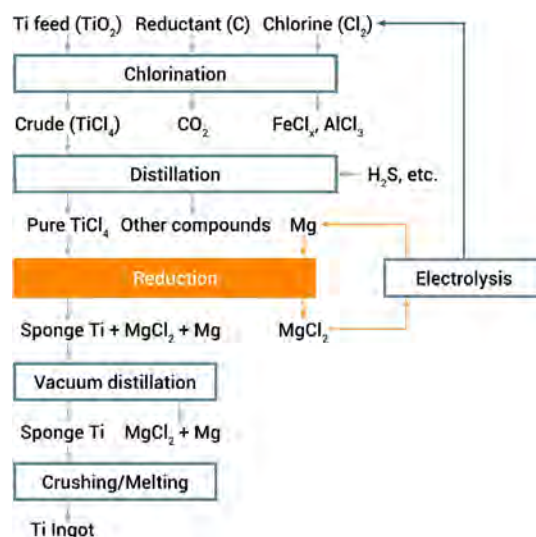 Ti feed (TiO₂) Reductant (C) Chlorine (Cl₂)
Chlorination
Crude (TiCl₄) CO₂ FeClₓ, AlCl₃
Distillation
H₂S, etc.
Pure TiCl₄ Other compounds Mg
Reduction Electrolysis
Sponge Ti + MgCl₂ + Mg MgCl₂
Vacuum distillation
Sponge Ti MgCl₂ + Mg
Crushing/Melting
Ti Ingot